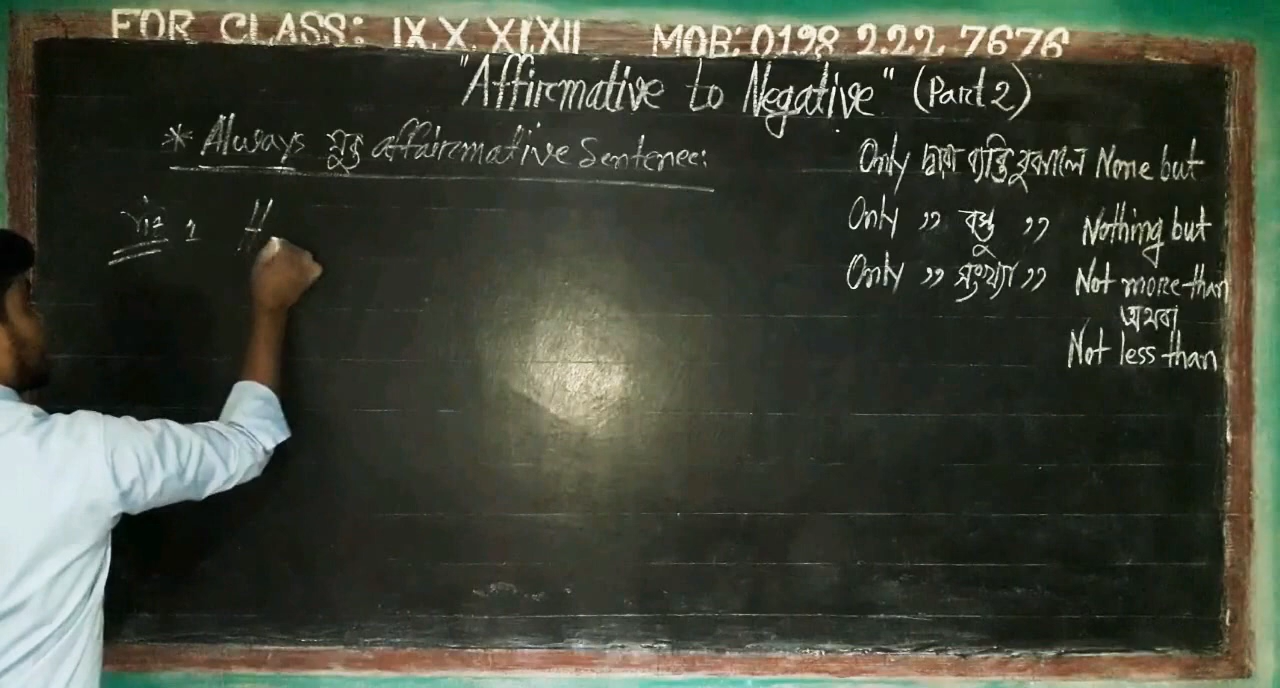 FOR CLASS: IX, X, XI, XII MOB: 0198 222 7676
"Affirmative to Negative" (Part 2)
* Always যুক্ত affairmative Sentence:
H
Only দ্বারা ব্যক্তি বুঝালে None but
Only ,, বস্তু ,, Nothing but
Only ,, সংখ্যা ,, Not more than
অথবা
Not less than